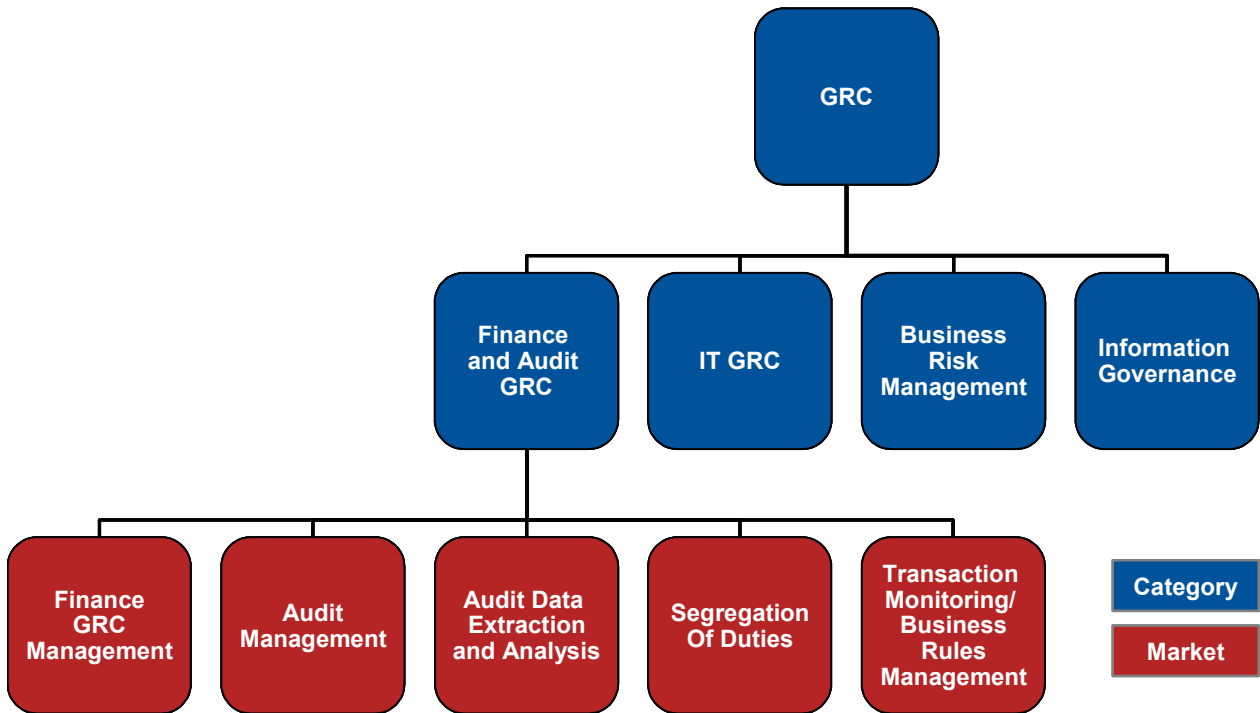 GRC
Finance
and Audit
GRC
IT GRC
Business
Risk
Management
Information
Governance
Finance
GRC
Management
Audit
Management
Audit Data
Extraction
and Analysis
Segregation
Of Duties
Transaction
Monitoring/
Business
Rules
Management
Category
Market